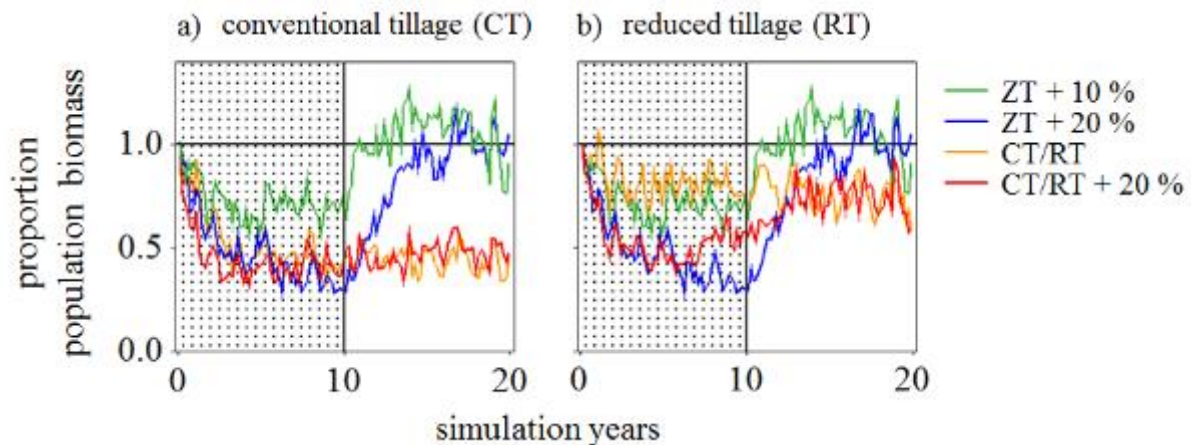 a) conventional tillage (CT)
b) reduced tillage (RT)
proportion
population biomass
1.0
0.5
0.0
0
10
20
0
10
20
simulation years
ZT + 10 %
ZT + 20 %
CT/RT
CT/RT + 20 %